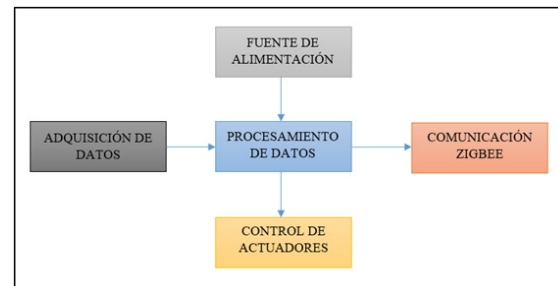 FUENTE DE
ALIMENTACIÓN
ADQUISICIÓN DE
DATOS
PROCESAMIENTO
DE DATOS
COMUNICACIÓN
ZIGBEE
CONTROL DE
ACTUADORES